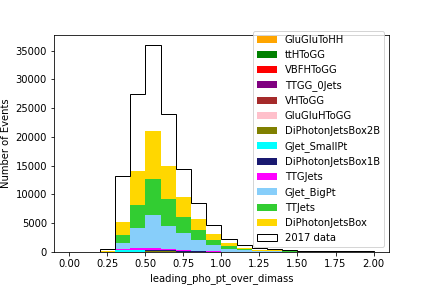 GluGluToHH
ttHToGG
VBFHToGG
TTGG_0Jets
VHToGG
GluGluHToGG
DiPhotonJetsBox2B
GJet_SmallPt
DiPhotonJetsBox1B
TTGJets
GJet_BigPt
TTJets
DiPhotonJetsBox
2017 data
Number of Events
35000
30000
25000
20000
15000
10000
5000
0
0.00 0.25 0.50 0.75 1.00 1.25 1.50 1.75 2.00
leading_pho_pt_over_dimass